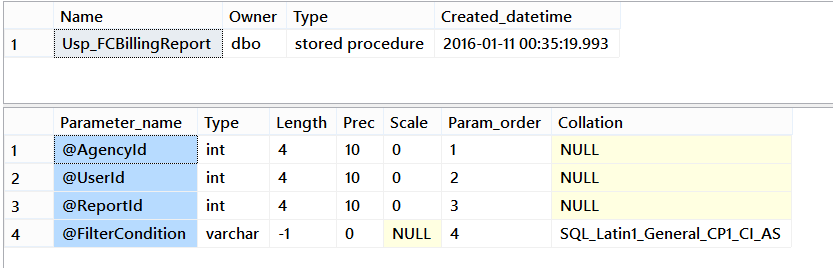 Name Owner Type Created_datetime
1 Usp_FCBillingReport dbo stored procedure 2016-01-11 00:35:19.993
Parameter_name Type Length Prec Scale Param_order Collation
1 @AgencyId int 4 10 0 1 NULL
2 @UserId int 4 10 0 2 NULL
3 @ReportId int 4 10 0 3 NULL
4 @FilterCondition varchar -1 0 NULL 4 SQL_Latin1_General_CP1_CI_AS